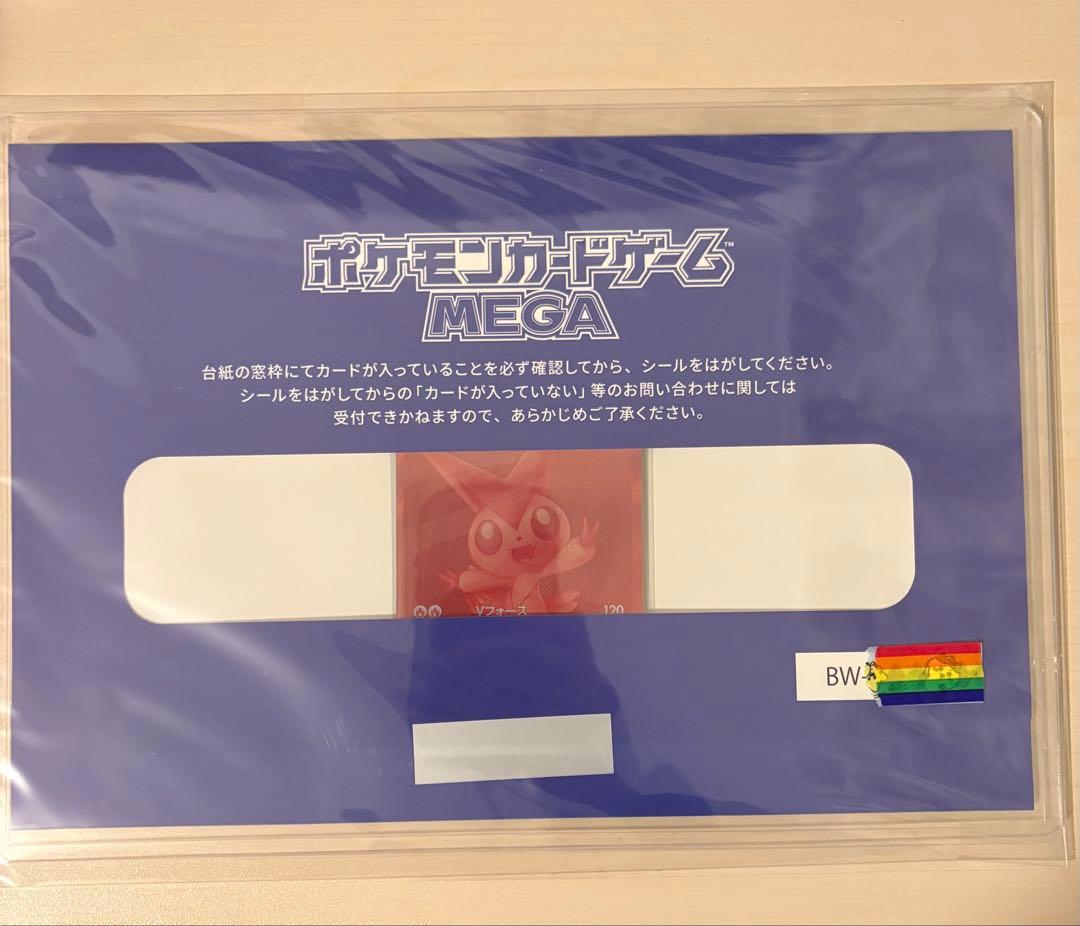 ポケモンカードゲーム™
MEGA
台紙の窓枠にてカードが入っていることを必ず確認してから、シールをはがしてください。
シールをはがしてからの「カードが入っていない」等のお問い合わせに関しては
受付できかねますので、あらかじめご了承ください。
Vフォース 120
BW-